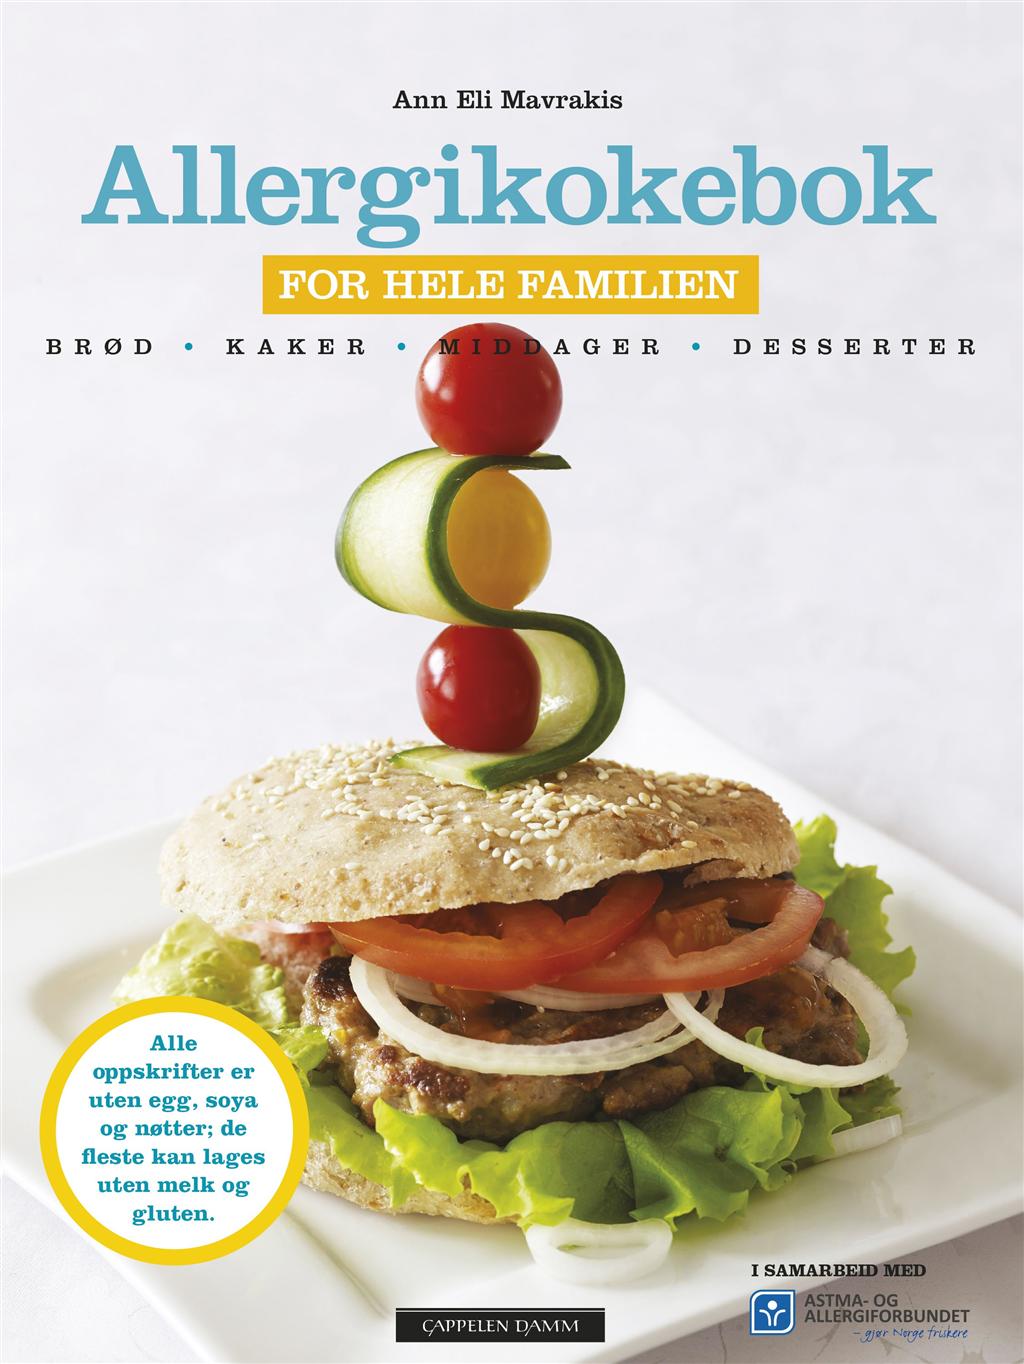 Ann Eli Mavrakis
Allergikokebok
FOR HELE FAMILIEN
BRØD • KAKER • MIDDAGER • DESSERTER
Alle
oppskrifter er
uten egg, soya
og nøtter; de
fleste kan lages
uten melk og
gluten.
I SAMARBEID MED
ASTMA- OG
ALLERGIFORBUNDET
– gjør Norge friskere
CAPPELEN DAMM